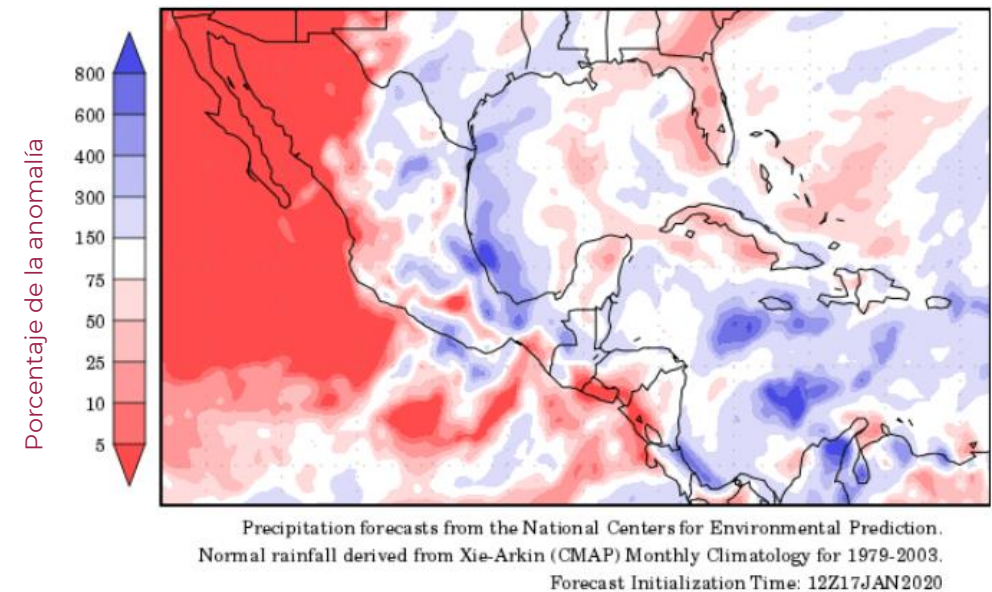 Porcentaje de la anomalía
800
600
400
300
150
75
50
25
10
5
Precipitation forecasts from the National Centers for Environmental Prediction.
Normal rainfall derived from Xie-Arkin (CMAP) Monthly Climatology for 1979-2003.
Forecast Initialization Time: 12Z17JAN2020